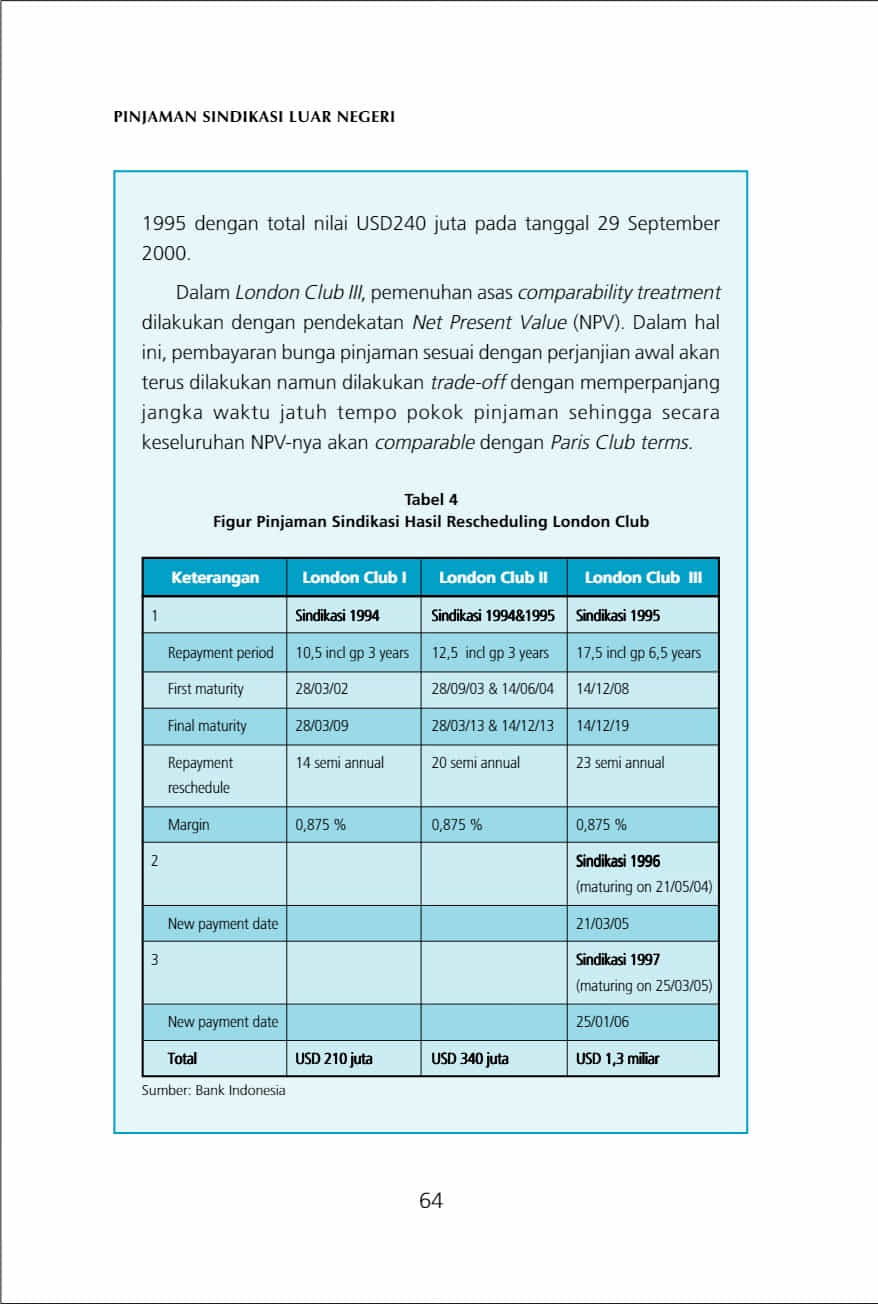 PINJAMAN SINDIKASI LUAR NEGERI
1995 dengan total nilai USD240 juta pada tanggal 29 September
2000.
Dalam London Club III, pemenuhan asas comparability treatment
dilakukan dengan pendekatan Net Present Value (NPV). Dalam hal
ini, pembayaran bunga pinjaman sesuai dengan perjanjian awal akan
terus dilakukan namun dilakukan trade-off dengan memperpanjang
jangka waktu jatuh tempo pokok pinjaman sehingga secara
keseluruhan NPV-nya akan comparable dengan Paris Club terms.
Tabel 4
Figur Pinjaman Sindikasi Hasil Rescheduling London Club
Keterangan London Club I London Club II London Club III
1 Sindikasi 1994 Sindikasi 1994&1995 Sindikasi 1995
Repayment period 10,5 incl gp 3 years 12,5 incl gp 3 years 17,5 incl gp 6,5 years
First maturity 28/03/02 28/09/03 & 14/06/04 14/12/08
Final maturity 28/03/09 28/03/13 & 14/12/13 14/12/19
Repayment 14 semi annual 20 semi annual 23 semi annual
reschedule
Margin 0,875 % 0,875 % 0,875 %
2 Sindikasi 1996
(maturing on 21/05/04)
New payment date 21/03/05
3 Sindikasi 1997
(maturing on 25/03/05)
New payment date 25/01/06
Total USD 210 juta USD 340 juta USD 1,3 miliar
Sumber: Bank Indonesia
64